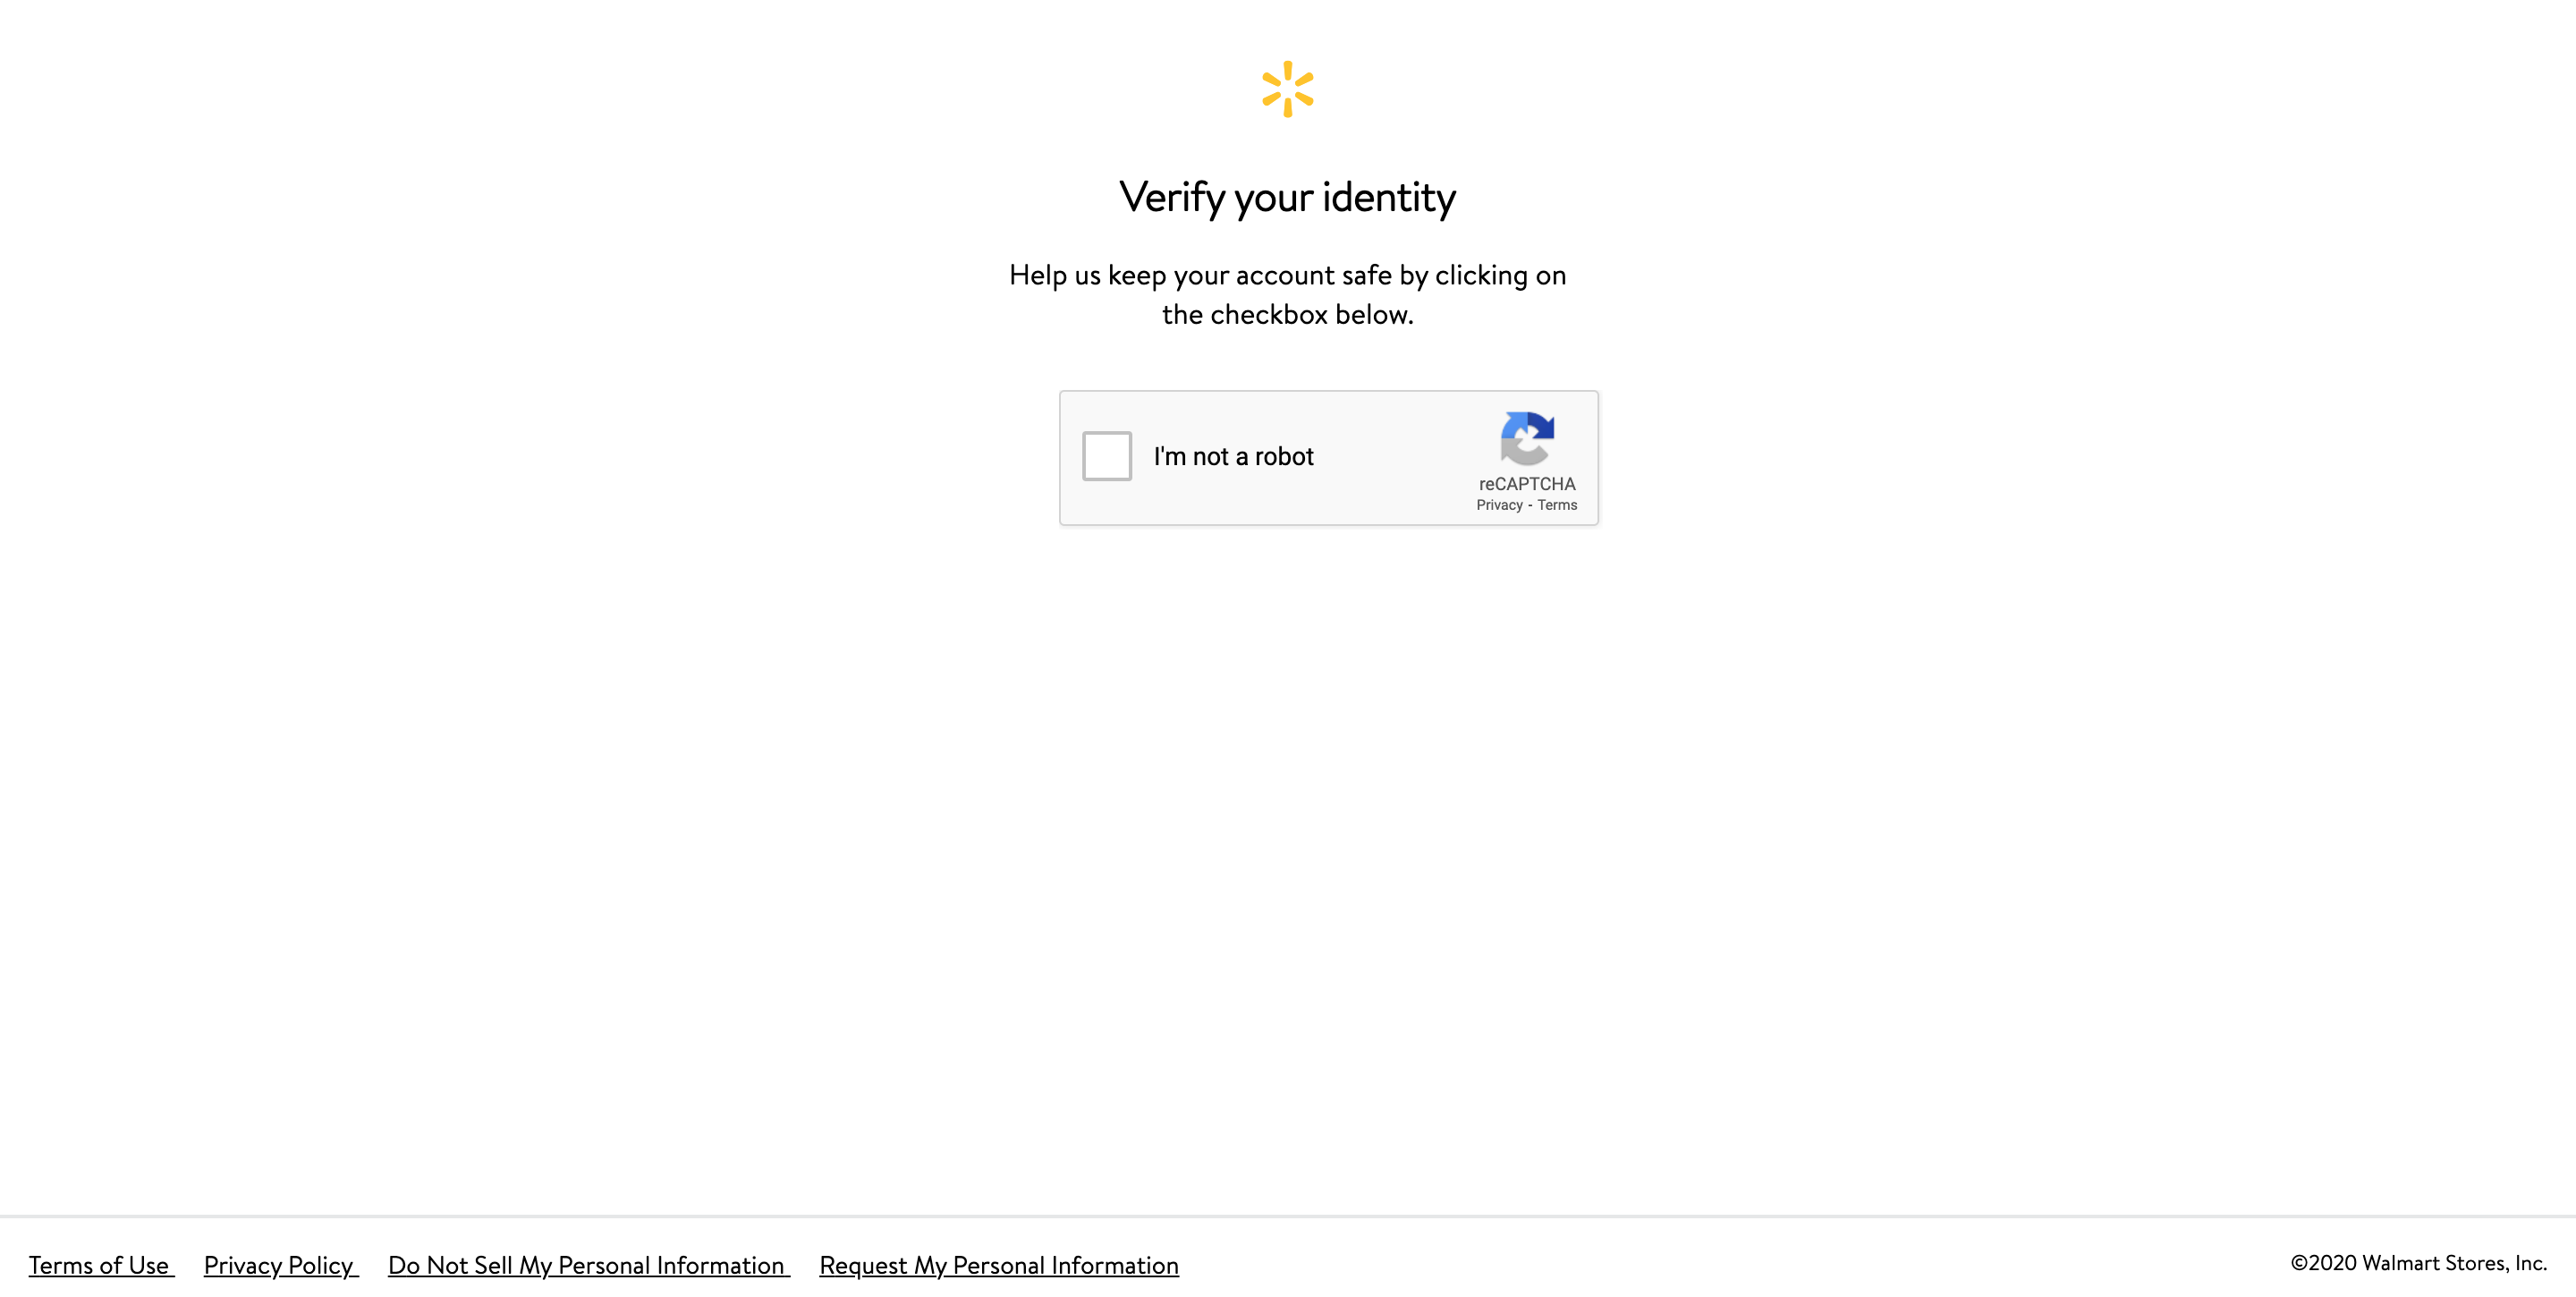 Verify your identity
Help us keep your account safe by clicking on
the checkbox below.
I'm not a robot
reCAPTCHA
Privacy - Terms
Terms of Use Privacy Policy Do Not Sell My Personal Information Request My Personal Information ©2020 Walmart Stores, Inc.